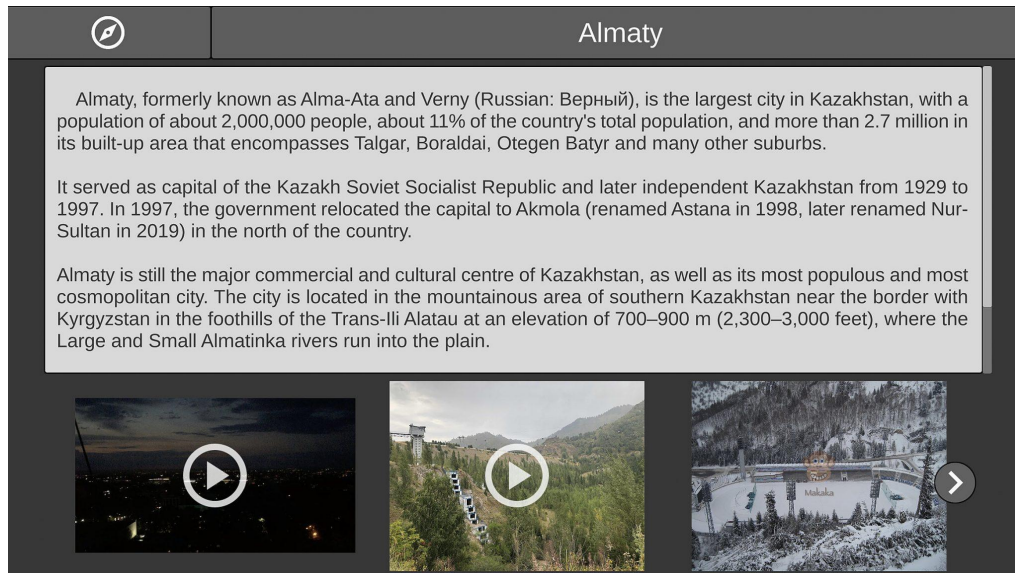 Almaty
Almaty, formerly known as Alma-Ata and Verny (Russian: Верный), is the largest city in Kazakhstan, with a
population of about 2,000,000 people, about 11% of the country's total population, and more than 2.7 million in
its built-up area that encompasses Talgar, Boraldai, Otegen Batyr and many other suburbs.
It served as capital of the Kazakh Soviet Socialist Republic and later independent Kazakhstan from 1929 to
1997. In 1997, the government relocated the capital to Akmola (renamed Astana in 1998, later renamed Nur-
Sultan in 2019) in the north of the country.
Almaty is still the major commercial and cultural centre of Kazakhstan, as well as its most populous and most
cosmopolitan city. The city is located in the mountainous area of southern Kazakhstan near the border with
Kyrgyzstan in the foothills of the Trans-Ili Alatau at an elevation of 700–900 m (2,300–3,000 feet), where the
Large and Small Almatinka rivers run into the plain.
Makaka